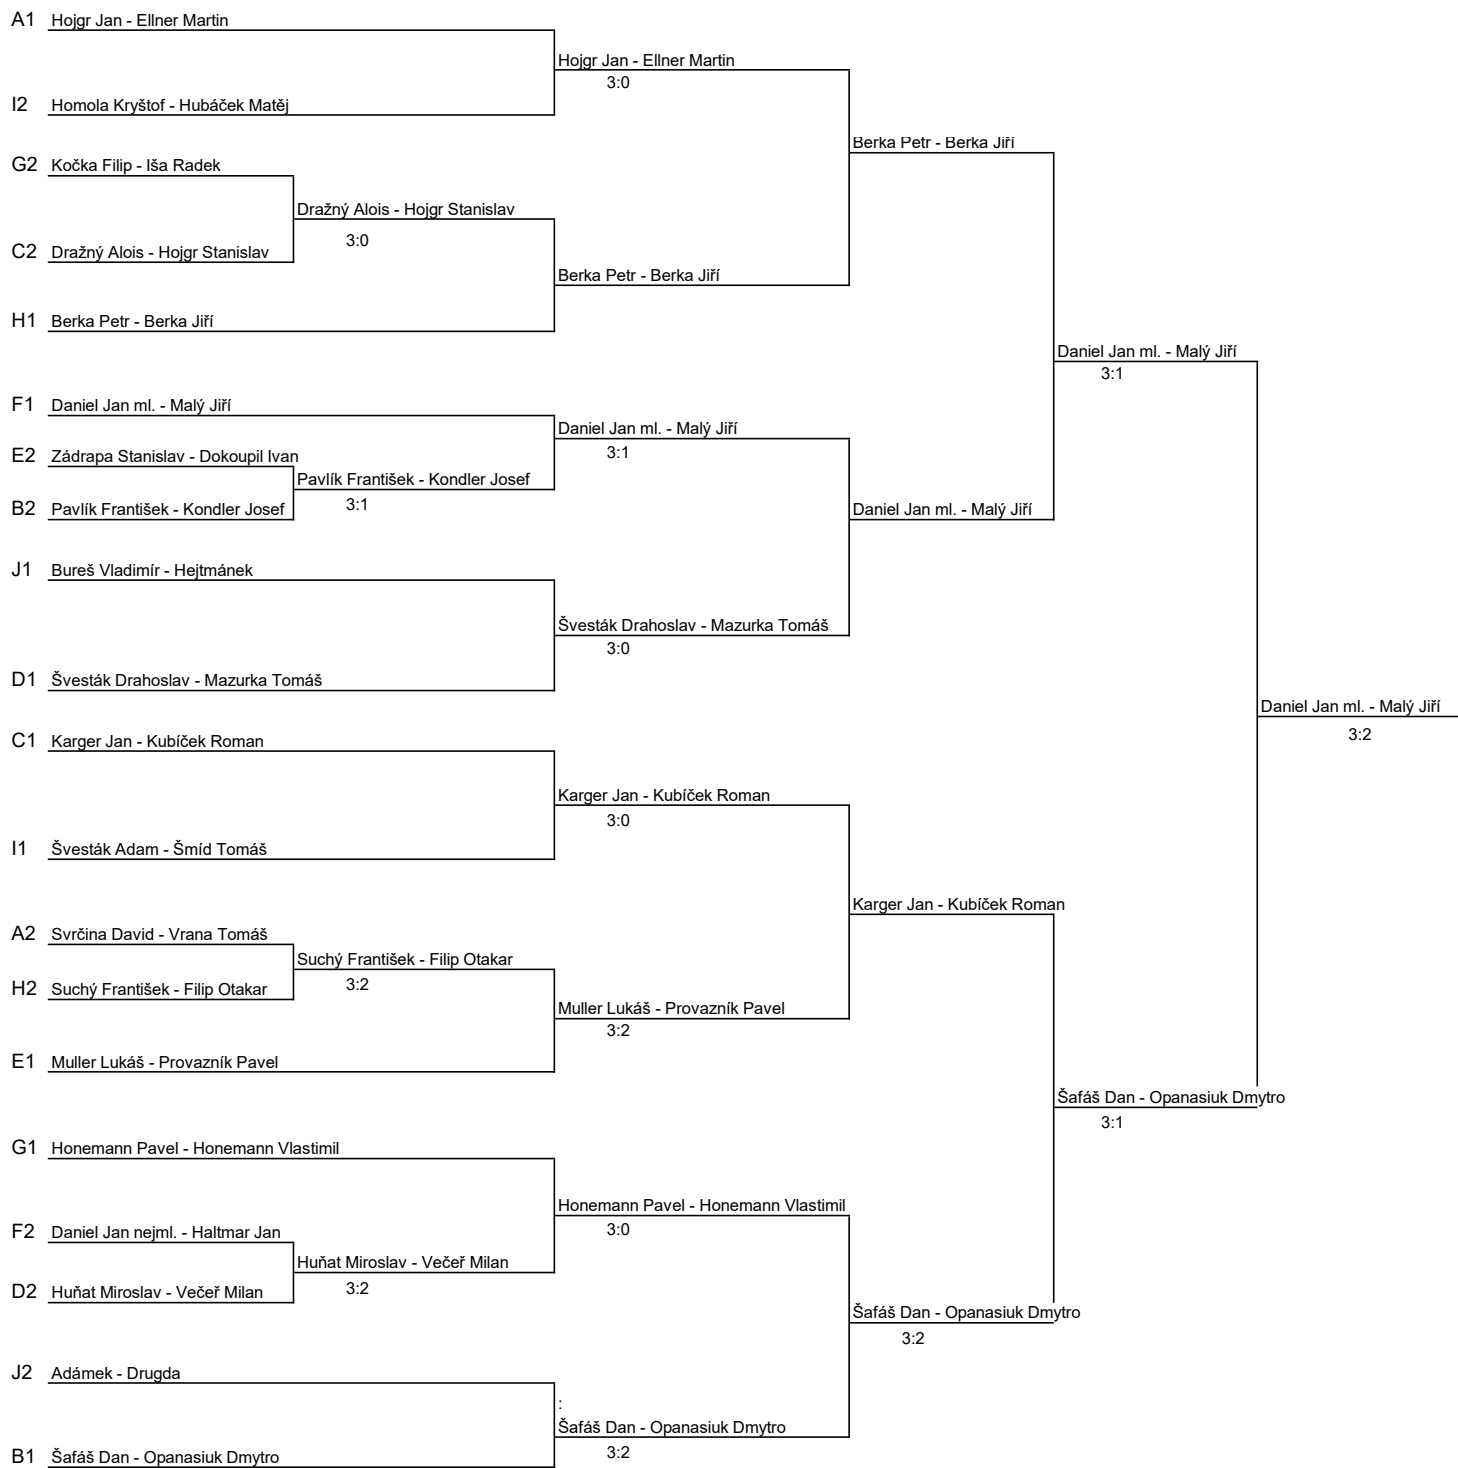 A1 Hojgr Jan - Ellner Martin
Hojgr Jan - Ellner Martin
3:0
I2 Homola Kryštof - Hubáček Matěj
Berka Petr - Berka Jiří
G2 Kočka Filip - Iša Radek
Dražný Alois - Hojgr Stanislav
3:0
C2 Dražný Alois - Hojgr Stanislav
Berka Petr - Berka Jiří
H1 Berka Petr - Berka Jiří
Daniel Jan ml. - Malý Jiří
3:1
F1 Daniel Jan ml. - Malý Jiří
Daniel Jan ml. - Malý Jiří
3:1
E2 Zádrapa Stanislav - Dokoupil Ivan
Pavlík František - Kondler Josef
3:1
B2 Pavlík František - Kondler Josef
Daniel Jan ml. - Malý Jiří
J1 Bureš Vladimír - Hejtmánek
Švesták Drahoslav - Mazurka Tomáš
3:0
D1 Švesták Drahoslav - Mazurka Tomáš
Daniel Jan ml. - Malý Jiří
3:2
C1 Karger Jan - Kubíček Roman
Karger Jan - Kubíček Roman
3:0
I1 Švesták Adam - Šmíd Tomáš
Karger Jan - Kubíček Roman
A2 Svrčina David - Vrana Tomáš
Suchý František - Filip Otakar
3:2
H2 Suchý František - Filip Otakar
Muller Lukáš - Provazník Pavel
3:2
E1 Muller Lukáš - Provazník Pavel
Šafáš Dan - Opanasiuk Dmytro
3:1
G1 Honemann Pavel - Honemann Vlastimil
Honemann Pavel - Honemann Vlastimil
3:0
F2 Daniel Jan nejml. - Haltmar Jan
Huňat Miroslav - Večeř Milan
3:2
D2 Huňat Miroslav - Večeř Milan
Šafáš Dan - Opanasiuk Dmytro
3:2
J2 Adámek - Drugda
:
Šafáš Dan - Opanasiuk Dmytro
3:2
B1 Šafáš Dan - Opanasiuk Dmytro